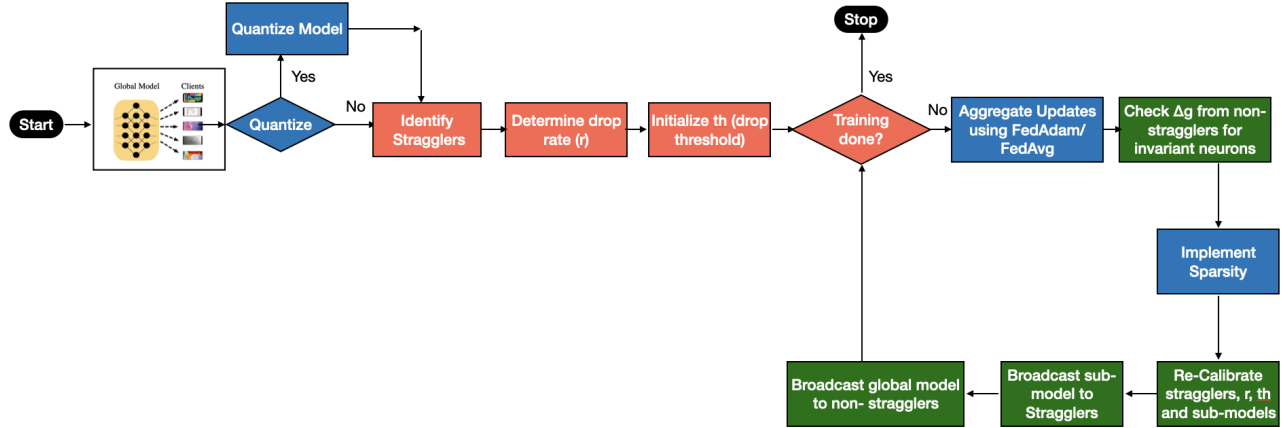 Stop
Quantize Model
Yes
Global Model
Clients
Start
Quantize
No
Identify
Stragglers
Determine drop
rate (r)
Initialize th (drop
threshold)
Yes
Training
done?
No
Aggregate Updates
using FedAdam/
FedAvg
Check Δg from non-
stragglers for
invariant neurons
Implement
Sparsity
Broadcast global model
to non- stragglers
Broadcast sub-
model to
Stragglers
Re-Calibrate
stragglers, r, th
and sub-models